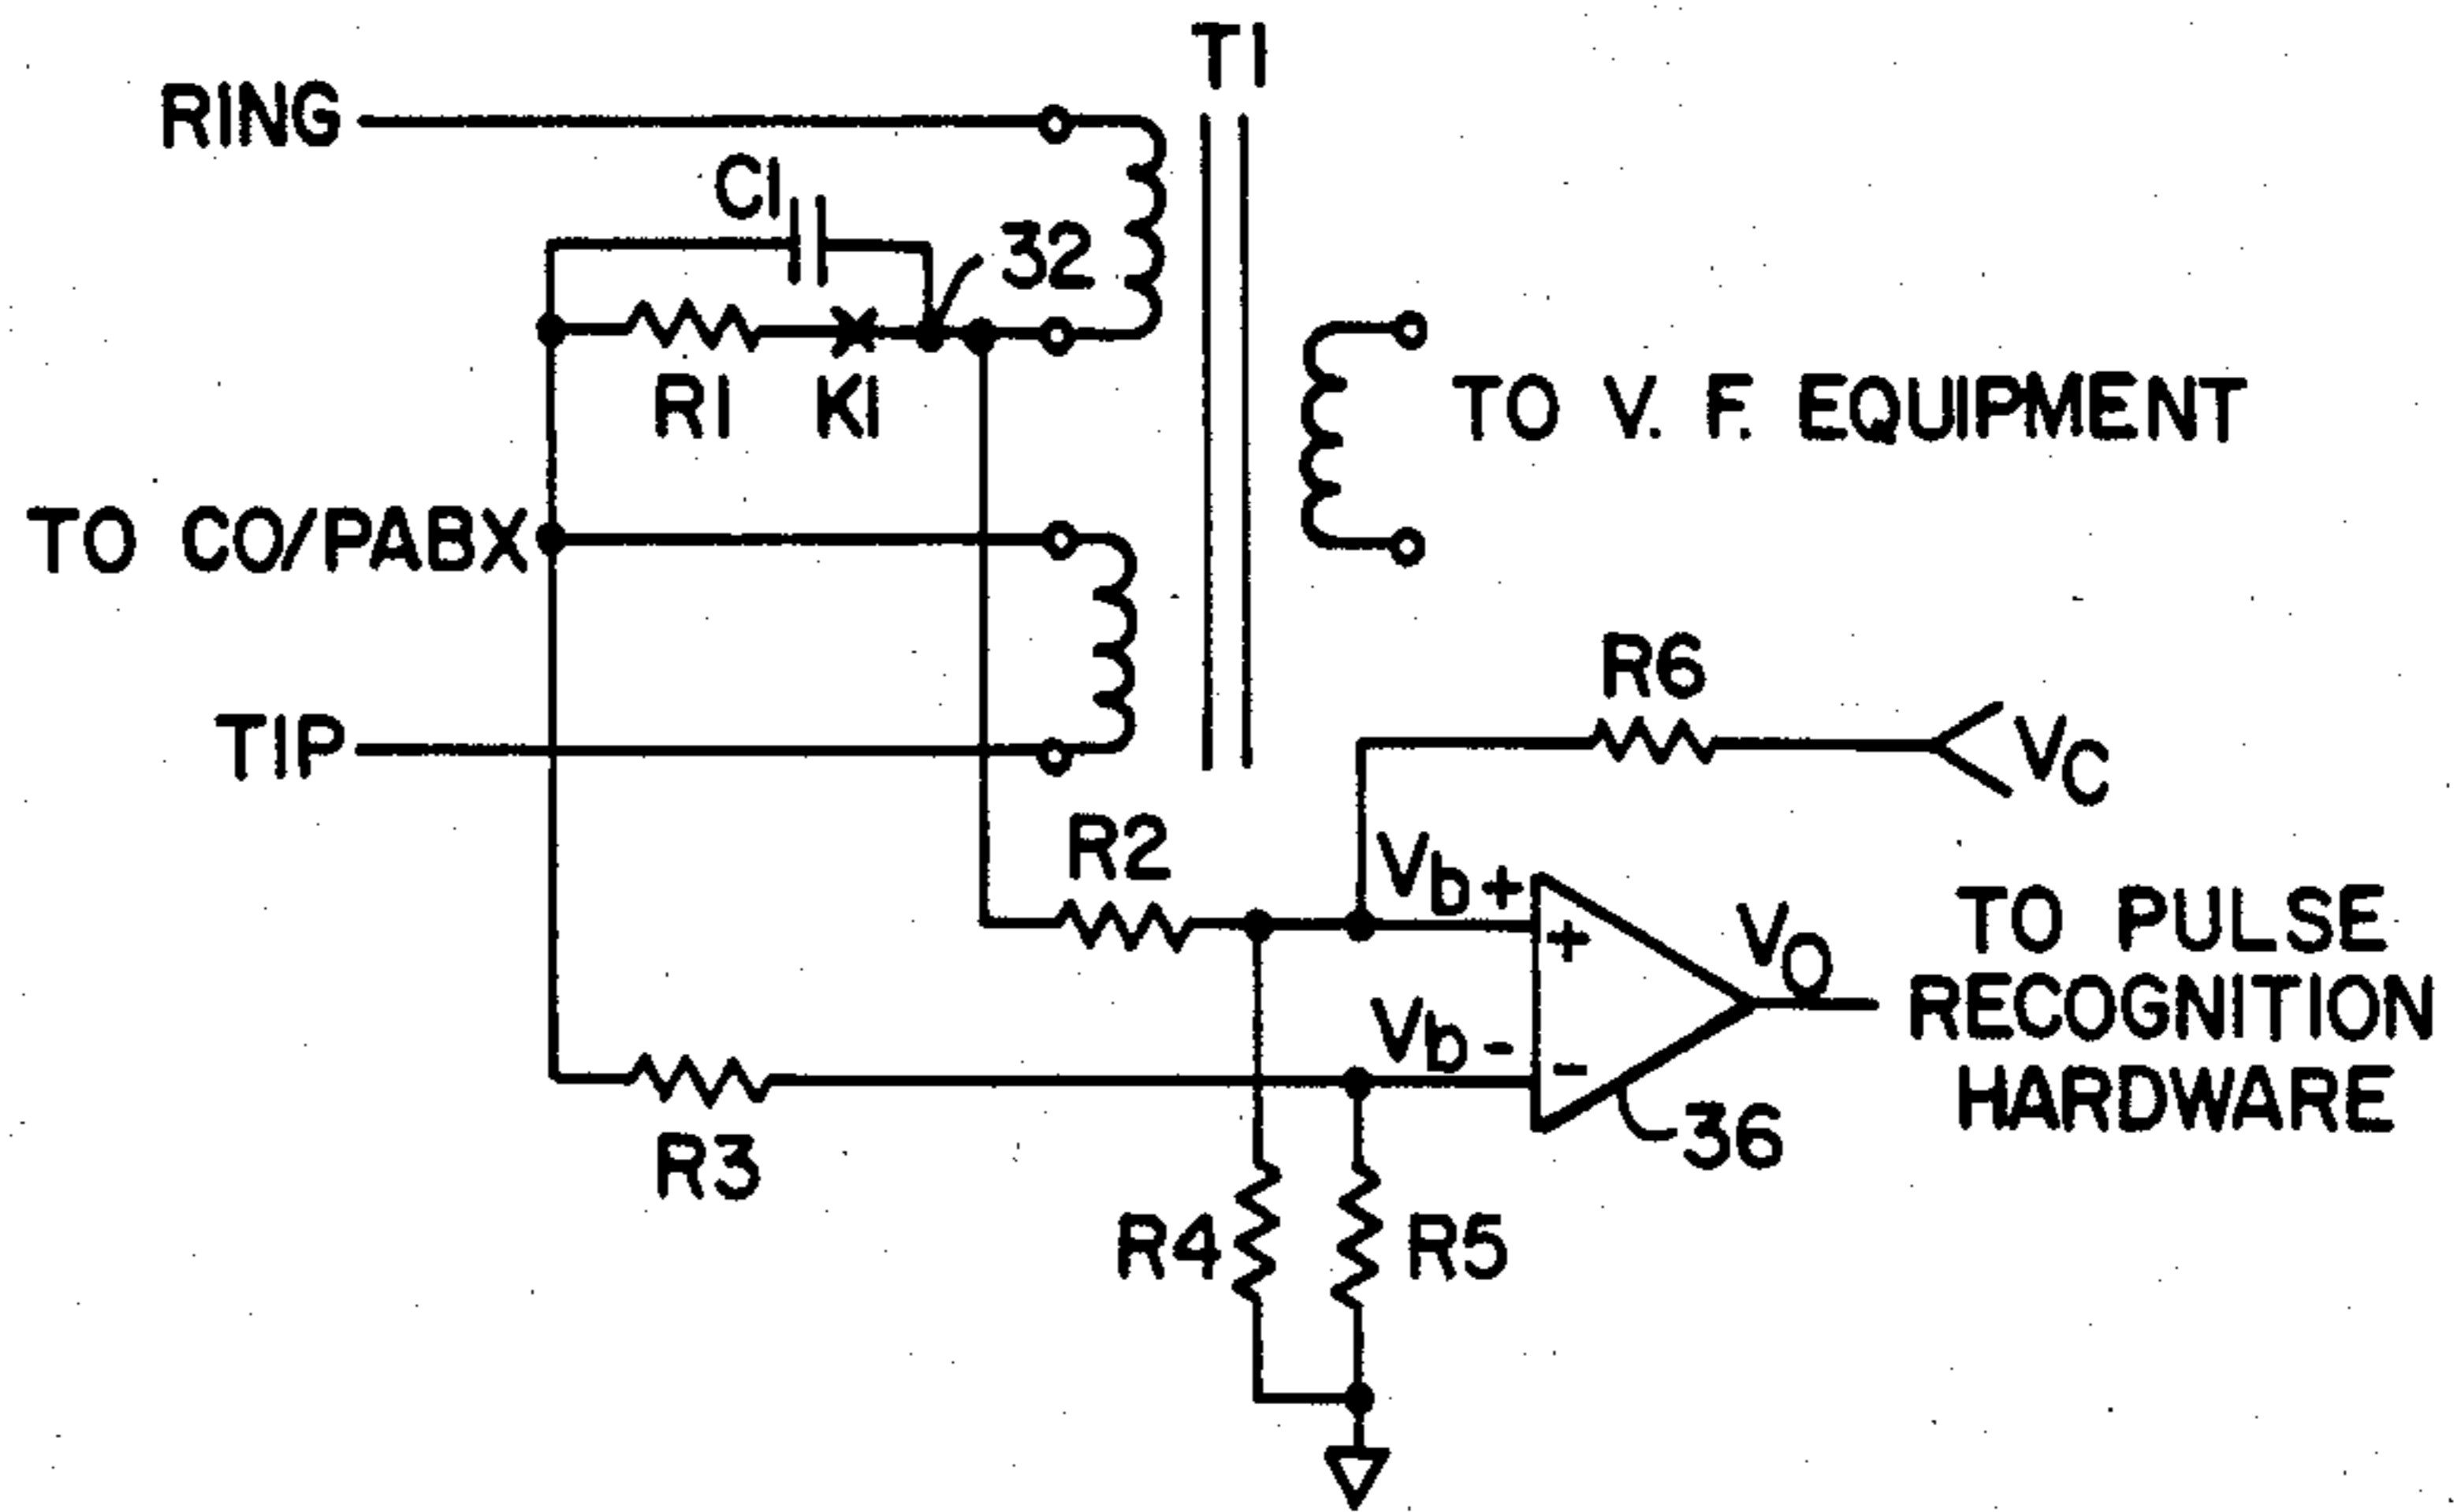 T1
RING
C1
32
R1 K1
TO V. F. EQUIPMENT
TO CO/PABX
R6
TIP
VC
R2
Vb+
+
VO
TO PULSE
RECOGNITION
HARDWARE
Vb-
-
36
R3
R4
R5